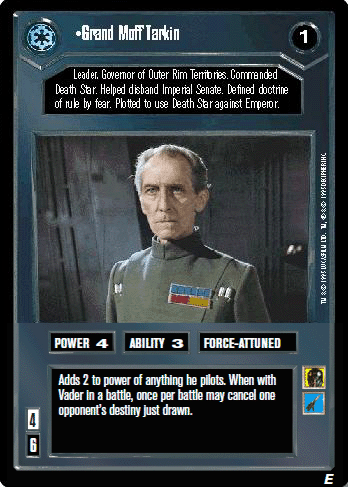 •Grand Moff Tarkin
1
Leader. Governor of Outer Rim Territories. Commanded
Death Star. Helped disband Imperial Senate. Defined doctrine
of rule by fear. Plotted to use Death Star against Emperor.
POWER 4 ABILITY 3 FORCE-ATTUNED
Adds 2 to power of anything he pilots. When with
Vader in a battle, once per battle may cancel one
opponent's destiny just drawn.
4
6
E